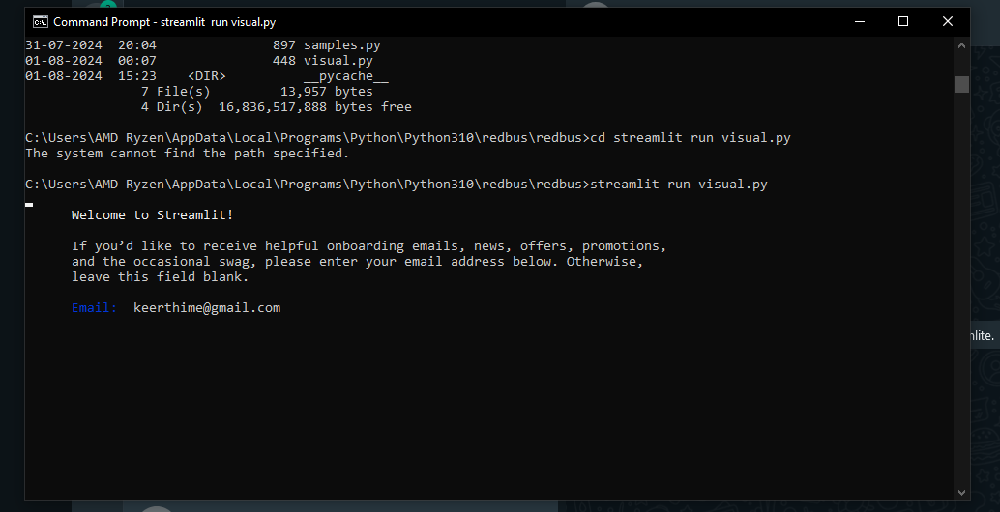 Command Prompt - streamlit run visual.py
31-07-2024  20:04               897 samples.py
01-08-2024  00:07               448 visual.py
01-08-2024  15:23    <DIR>          __pycache__
               7 File(s)         13,957 bytes
               4 Dir(s)  16,836,517,888 bytes free
C:\Users\AMD Ryzen\AppData\Local\Programs\Python\Python310\redbus\redbus>cd streamlit run visual.py
The system cannot find the path specified.
C:\Users\AMD Ryzen\AppData\Local\Programs\Python\Python310\redbus\redbus>streamlit run visual.py
Welcome to Streamlit!
If you’d like to receive helpful onboarding emails, news, offers, promotions,
and the occasional swag, please enter your email address below. Otherwise,
leave this field blank.
Email:  keerthime@gmail.com